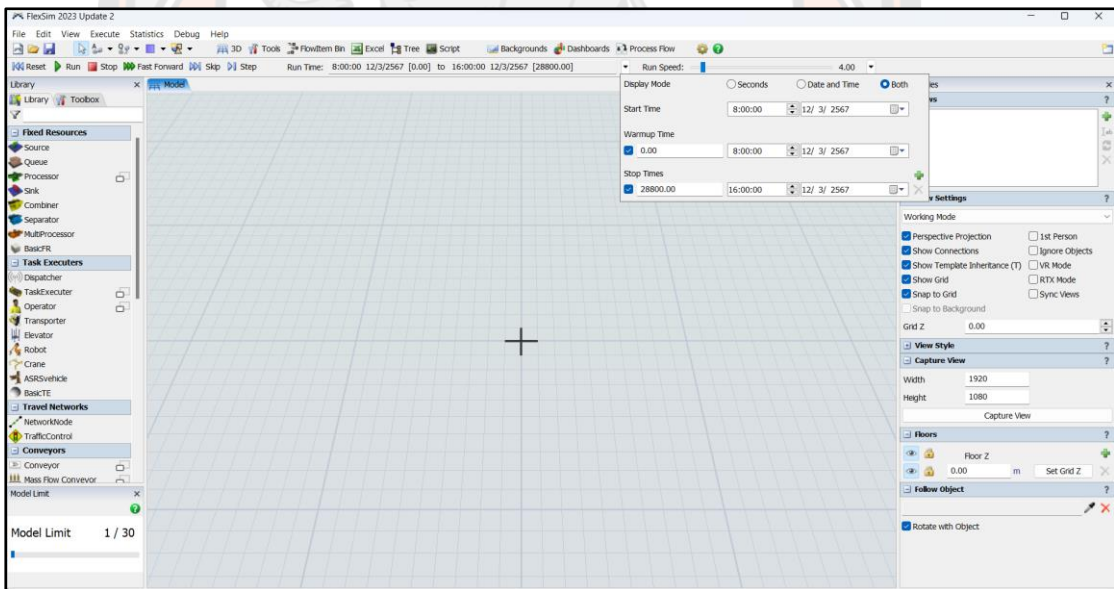 FlexSim 2023 Update 2
File Edit View Execute Statistics Debug Help
3D Tools FlowItem Bin Excel Tree Script Backgrounds Dashboards Process Flow
Reset Run Stop Fast Forward Skip Step Run Time: 8:00:00 12/3/2567 [0.00] to 16:00:00 12/3/2567 [28800.00] Run Speed: 4.00
Library
Library Toolbox
Fixed Resources
Source
Queue
Processor
Sink
Combiner
Separator
MultiProcessor
BasicFR
Task Executers
Dispatcher
TaskExecuter
Operator
Transporter
Elevator
Robot
Crane
ASRSvehicle
BasicTE
Travel Networks
NetworkNode
TrafficControl
Conveyors
Conveyor
Mass Flow Conveyor
Model Limit
Model Limit 1 / 30
Model
Display Mode Seconds Date and Time Both
Start Time 8:00:00 12/ 3/ 2567
Warmup Time
0.00 8:00:00 12/ 3/ 2567
Stop Times
28800.00 16:00:00 12/ 3/ 2567
Settings
Working Mode
Perspective Projection 1st Person
Show Connections Ignore Objects
Show Template Inheritance (T) VR Mode
Show Grid RTX Mode
Snap to Grid Sync Views
Snap to Background
Grid Z 0.00
View Style
Capture View
Width 1920
Height 1080
Capture View
Floors
Floor Z
0.00 m Set Grid Z
Follow Object
Rotate with Object